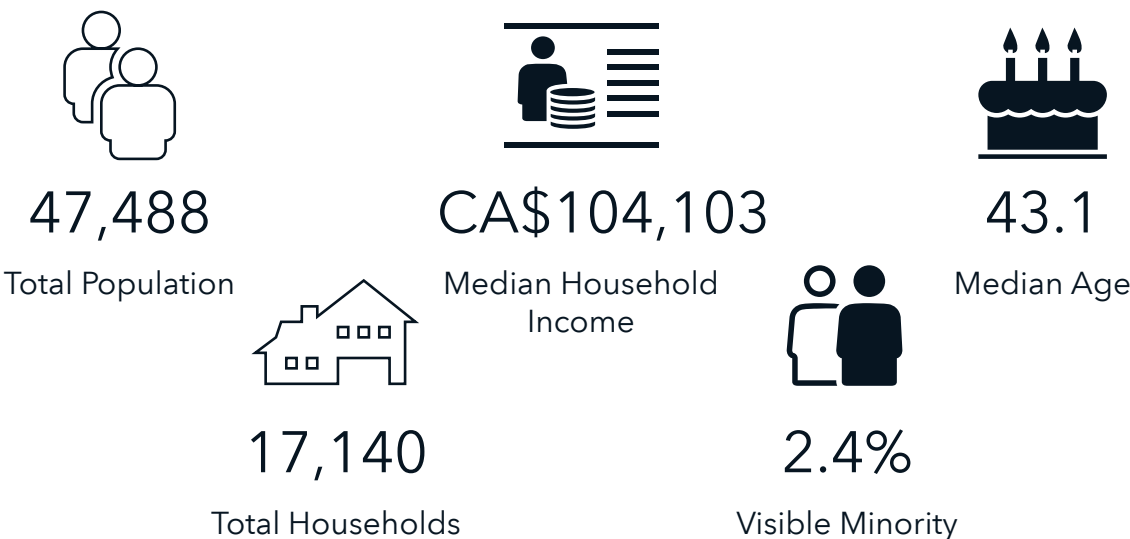 47,488
Total Population
CA$104,103
Median Household
Income
43.1
Median Age
17,140
Total Households
2.4%
Visible Minority